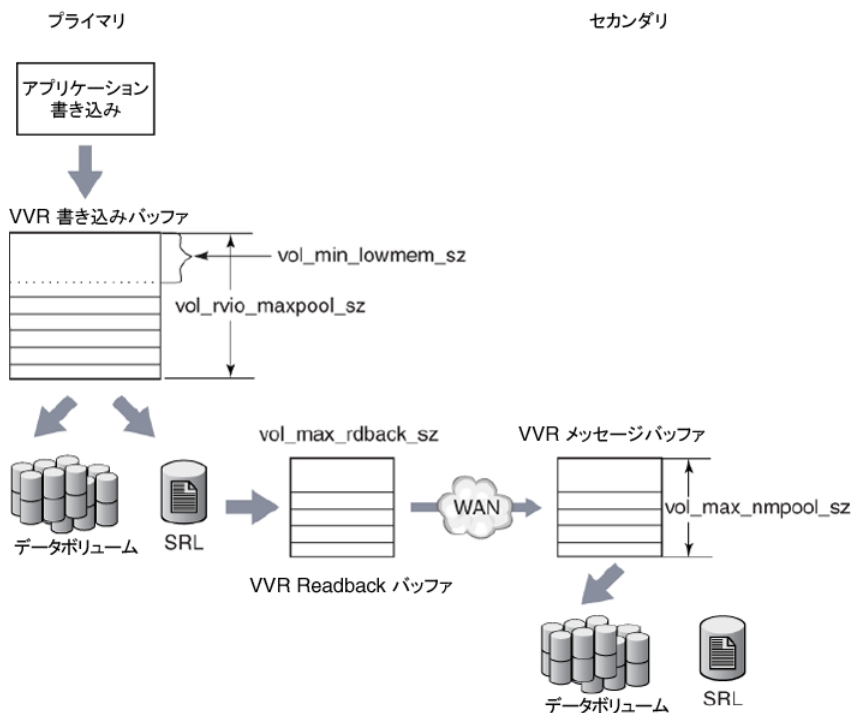 プライマリ
セカンダリ
アプリケーション
書き込み
VVR 書き込みバッファ
vol_min_lowmem_sz
vol_rvio_maxpool_sz
vol_max_rdback_sz
VVR メッセージバッファ
WAN
vol_max_nmpool_sz
データボリューム
SRL
VVR Readback バッファ
データボリューム
SRL